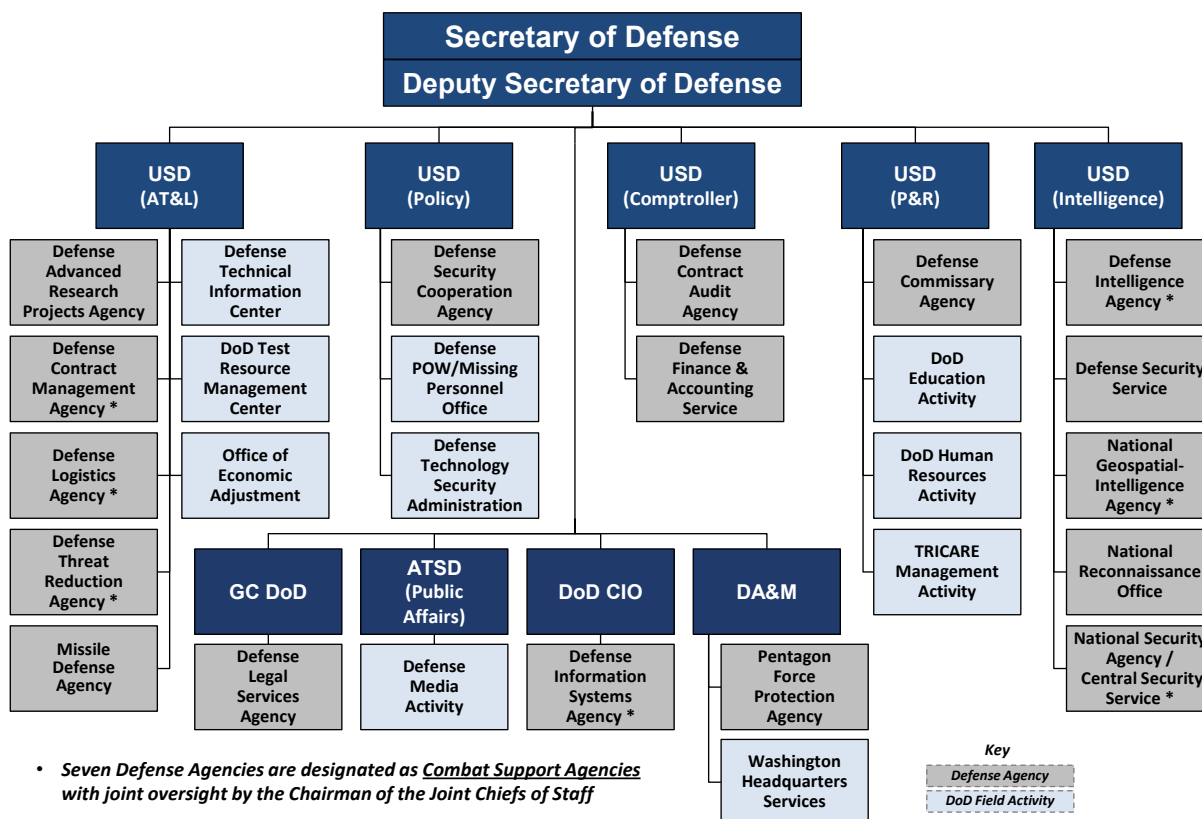 Secretary of Defense
Deputy Secretary of Defense
USD
(AT&L)
USD
(Policy)
USD
(Comptroller)
USD
(P&R)
USD
(Intelligence)
Defense
Advanced
Research
Projects Agency
Defense
Technical
Information
Center
Defense
Security
Cooperation
Agency
Defense
Contract
Audit
Agency
Defense
Commissary
Agency
Defense
Intelligence
Agency *
Defense
Contract
Management
Agency *
DoD Test
Resource
Management
Center
Defense
POW/Missing
Personnel
Office
Defense
Finance &
Accounting
Service
DoD
Education
Activity
Defense Security
Service
Defense
Logistics
Agency *
Office of
Economic
Adjustment
Defense
Technology
Security
Administration
DoD Human
Resources
Activity
National
Geospatial-
Intelligence
Agency *
Defense
Threat
Reduction
Agency *
GC DoD
ATSD
(Public
Affairs)
DoD CIO
DA&M
TRICARE
Management
Activity
National
Reconnaissance
Office
Missile
Defense
Agency
Defense
Legal
Services
Agency
Defense
Media
Activity
Defense
Information
Systems
Agency *
Pentagon
Force
Protection
Agency
National Security
Agency /
Central Security
Service *
Washington
Headquarters
Services
• Seven Defense Agencies are designated as Combat Support Agencies
with joint oversight by the Chairman of the Joint Chiefs of Staff
Key
Defense Agency
DoD Field Activity